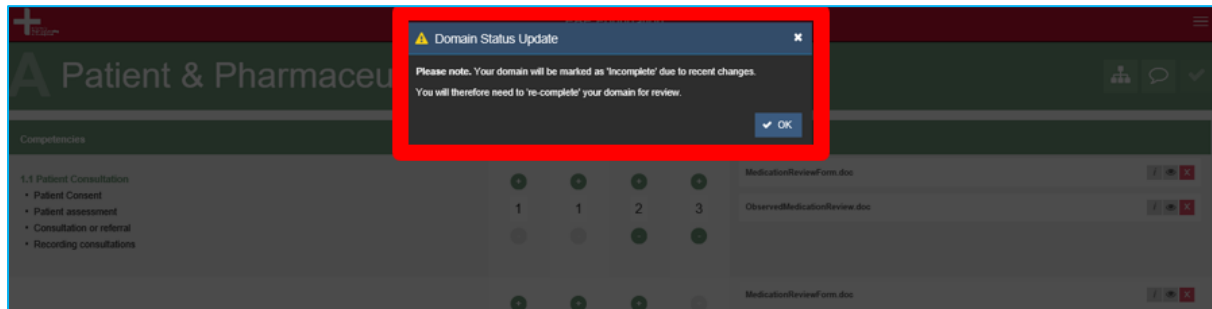 Domain Status Update
Please note. Your domain will be marked as 'Incomplete' due to recent changes.
You will therefore need to 're-complete' your domain for review.
OK
A Patient & Pharmaceu
Competencies
1.1 Patient Consultation
• Patient Consent
• Patient assessment
• Consultation or referral
• Recording consultations
1 1 2 3
MedicationReviewForm.doc
ObservedMedicationReview.doc
MedicationReviewForm.doc